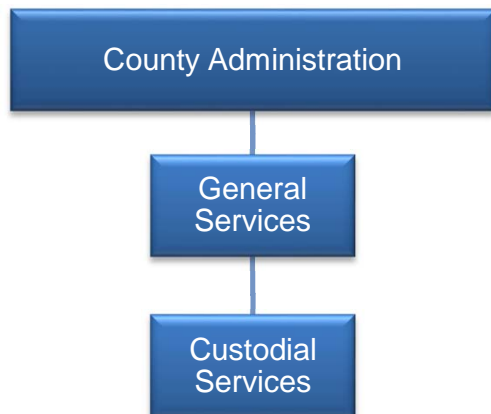 County Administration
General
Services
Custodial
Services